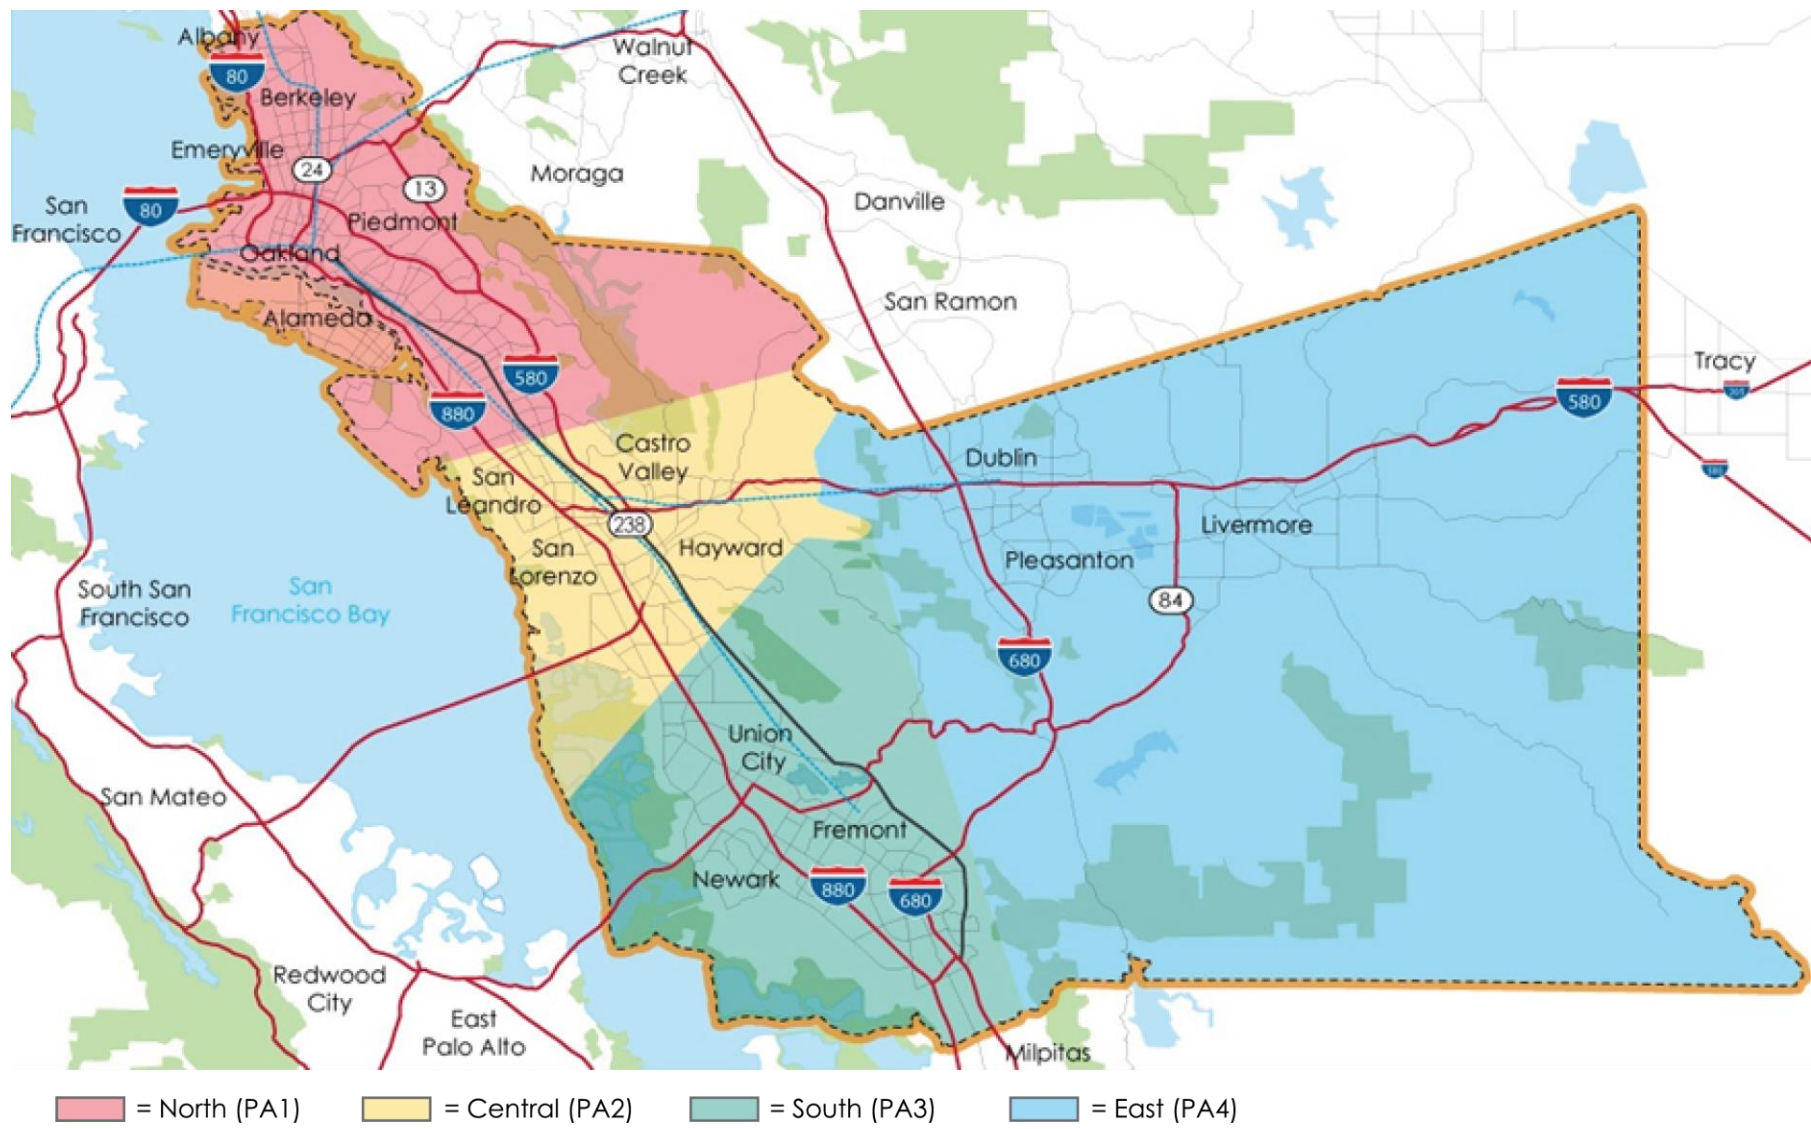 Albany
80
Berkeley
Emeryville
24
13
80
San
Francisco
Piedmont
Oakland
Alameda
Walnut
Creek
Moraga
Danville
San Ramon
Tracy
580
880
580
205
580
Castro
Valley
Dublin
San
Leandro
238
San
Lorenzo
Hayward
Livermore
Pleasanton
84
South San
Francisco
San
Francisco Bay
680
Union
City
San Mateo
Fremont
Newark
880
680
Redwood
City
East
Palo Alto
Milpitas
= North (PA1)
= Central (PA2)
= South (PA3)
= East (PA4)